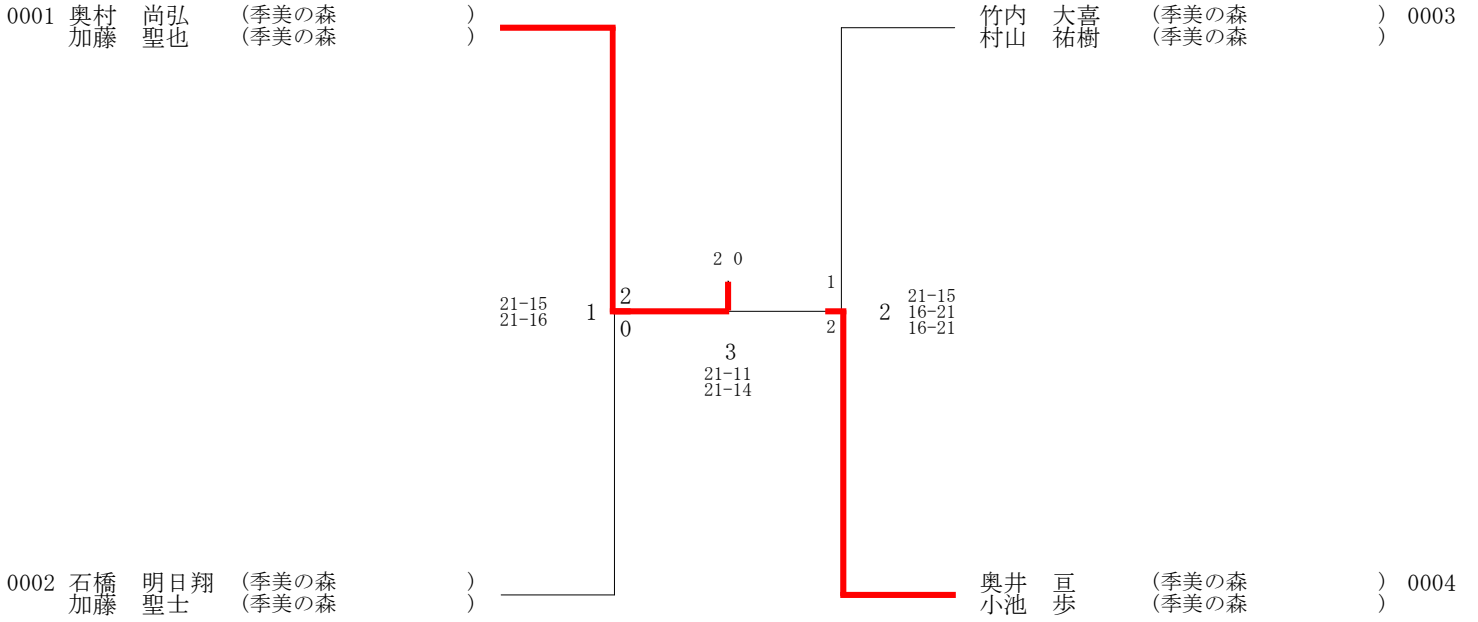 0001 奥村 尚弘 (季美の森 )
加藤 聖也 (季美の森 )
竹内 大喜 (季美の森 ) 0003
村山 祐樹 (季美の森 )
2 0
21-15
21-16
1
2
0
1
2
2
21-15
16-21
16-21
3
21-11
21-14
0002 石橋 明日翔 (季美の森 )
加藤 聖士 (季美の森 )
奥井 亘 (季美の森 ) 0004
小池 歩 (季美の森 )